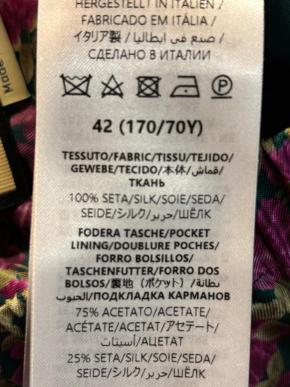 HERGESTELLT IN ITALIEN /
FABRICADO EM ITÁLIA /
イタリア製 / صنع في ايطاليا /
СДЕЛАНО В ИТАЛИИ
42 (170/70Y)
TESSUTO/FABRIC/TISSU/TEJIDO/
GEWEBE/TECIDO/本体/قماش/
ТКАНЬ
100% SETA/SILK/SOIE/SEDA/
SEIDE/シルク/حرير/ШЁЛК
FODERA TASCHE/POCKET
LINING/DOUBLURE POCHES/
FORRO BOLSILLOS/
TASCHENFUTTER/FORRO DOS
BOLSOS/裏地 (ポケット) /بطانة
الجيوب/ПОДКЛАДКА КАРМАНОВ
75% ACETATO/ACETATE/
ACÉTATE/ACETAT/アセテート/
أسيتات/АЦЕТАТ
25% SETA/SILK/SOIE/SEDA/
SEIDE/シルク/حرير/ШЁЛК
Made